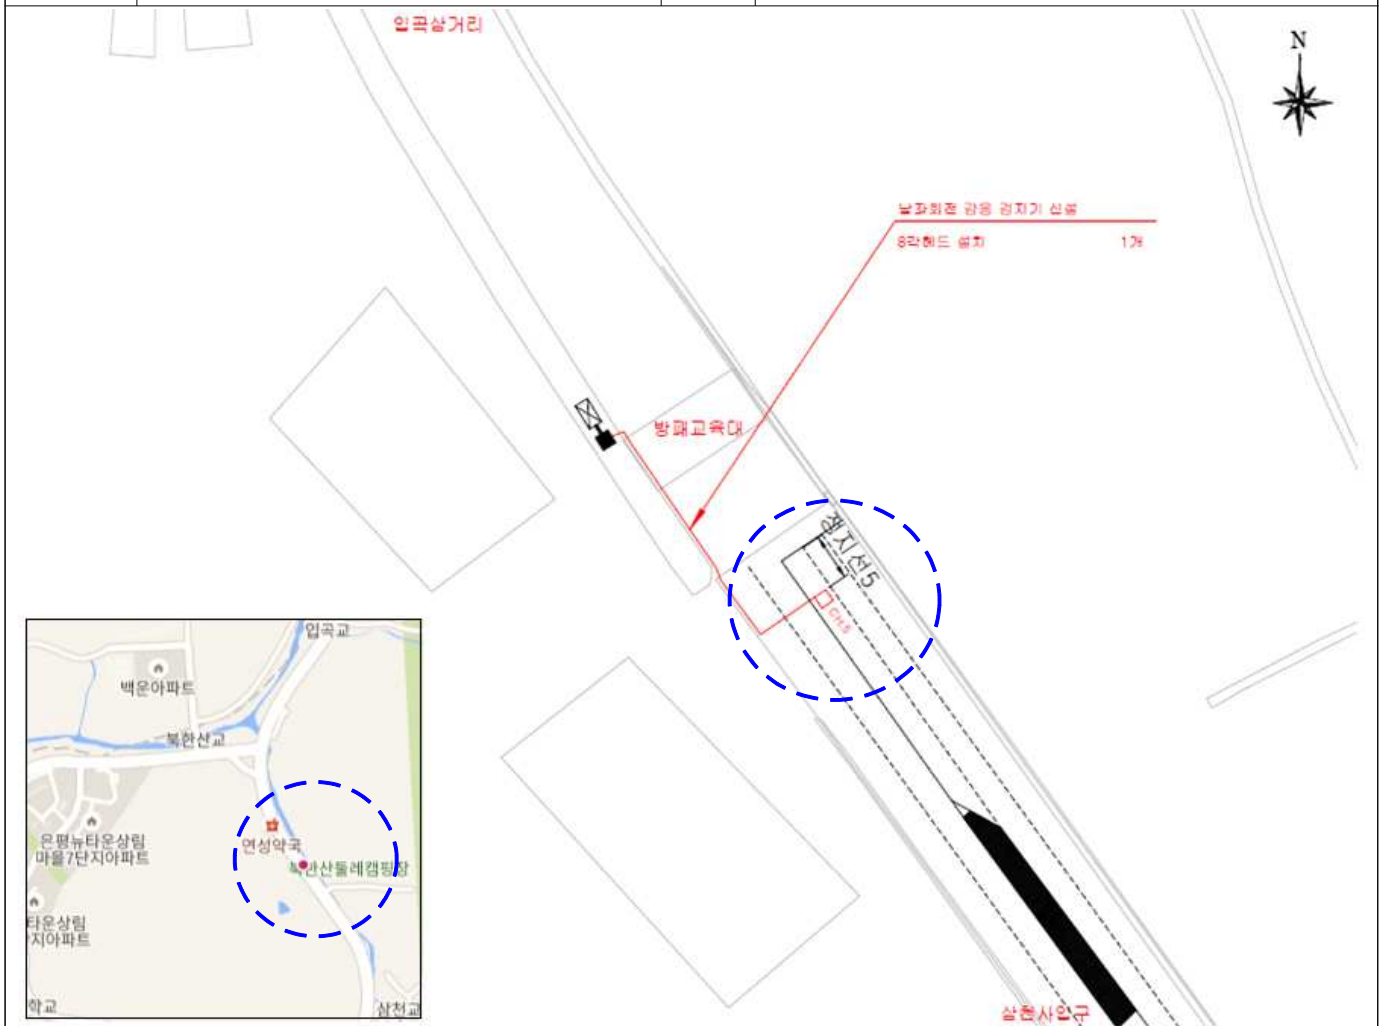 입곡삼거리
N
날좌회전 감응 검지기 신설
8각헤드 설치 1개
방패교육대
정지선5
CH.5
입곡교
백운아파트
북한산교
연성약국
은평뉴타운상림
마을7단지아파트
북한산둘레캠핑장
타운상림
지아파트
학교
삼천교
삼천사입구